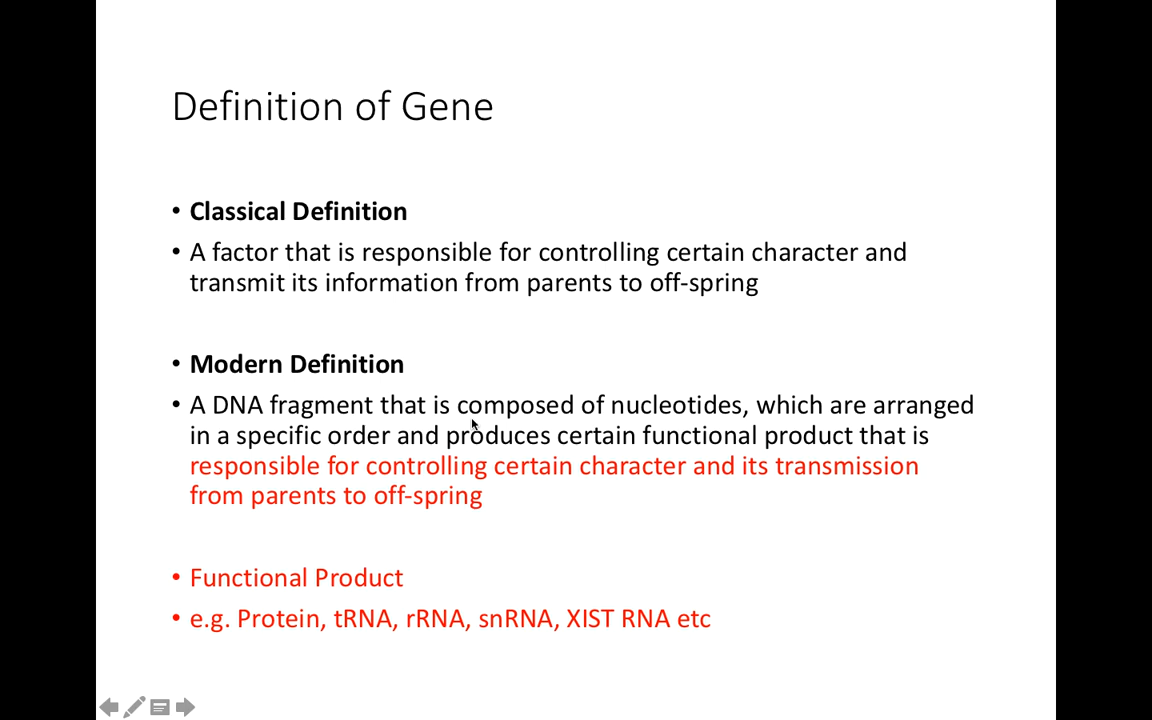 Definition of Gene
• Classical Definition
• A factor that is responsible for controlling certain character and
transmit its information from parents to off-spring
• Modern Definition
• A DNA fragment that is composed of nucleotides, which are arranged
in a specific order and produces certain functional product that is
responsible for controlling certain character and its transmission
from parents to off-spring
• Functional Product
• e.g. Protein, tRNA, rRNA, snRNA, XIST RNA etc